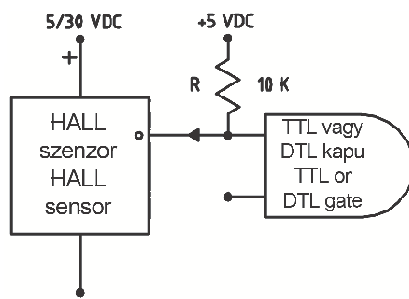 5/30 VDC
+5 VDC
+
R
10 K
HALL
szenzor
HALL
sensor
TTL vagy
DTL kapu
TTL or
DTL gate